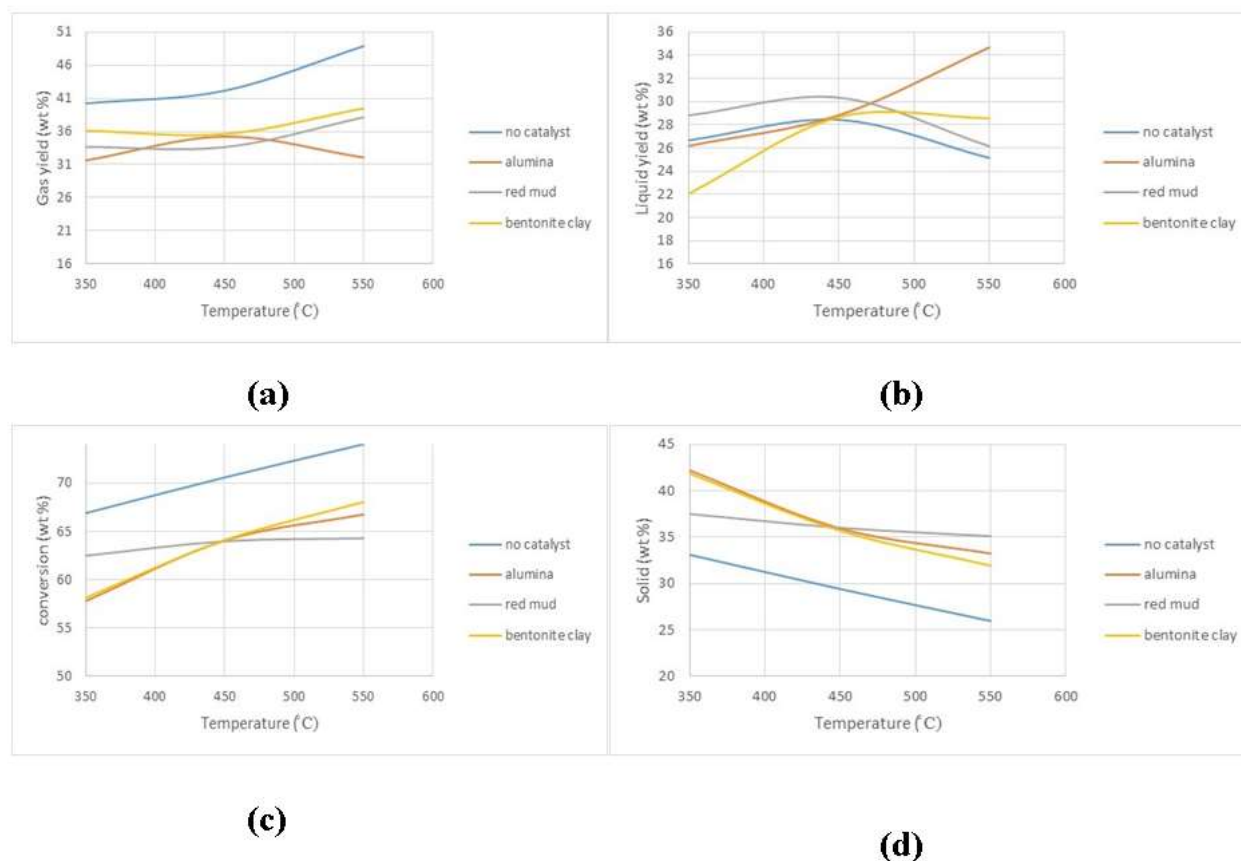 51
46
41
36
31
26
21
16
Gas yield (wt %)
350 400 450 500 550 600
Temperature (°C)
no catalyst
alumina
red mud
bentonite clay
(a)
36
34
32
30
28
26
24
22
20
18
16
Liquid yield (wt %)
350 400 450 500 550 600
Temperature (°C)
no catalyst
alumina
red mud
bentonite clay
(b)
70
65
60
55
50
conversion (wt %)
350 400 450 500 550 600
Temperature (°C)
no catalyst
alumina
red mud
bentonite clay
(c)
45
40
35
30
25
20
Solid (wt %)
350 400 450 500 550 600
Temperature (°C)
no catalyst
alumina
red mud
bentonite clay
(d)